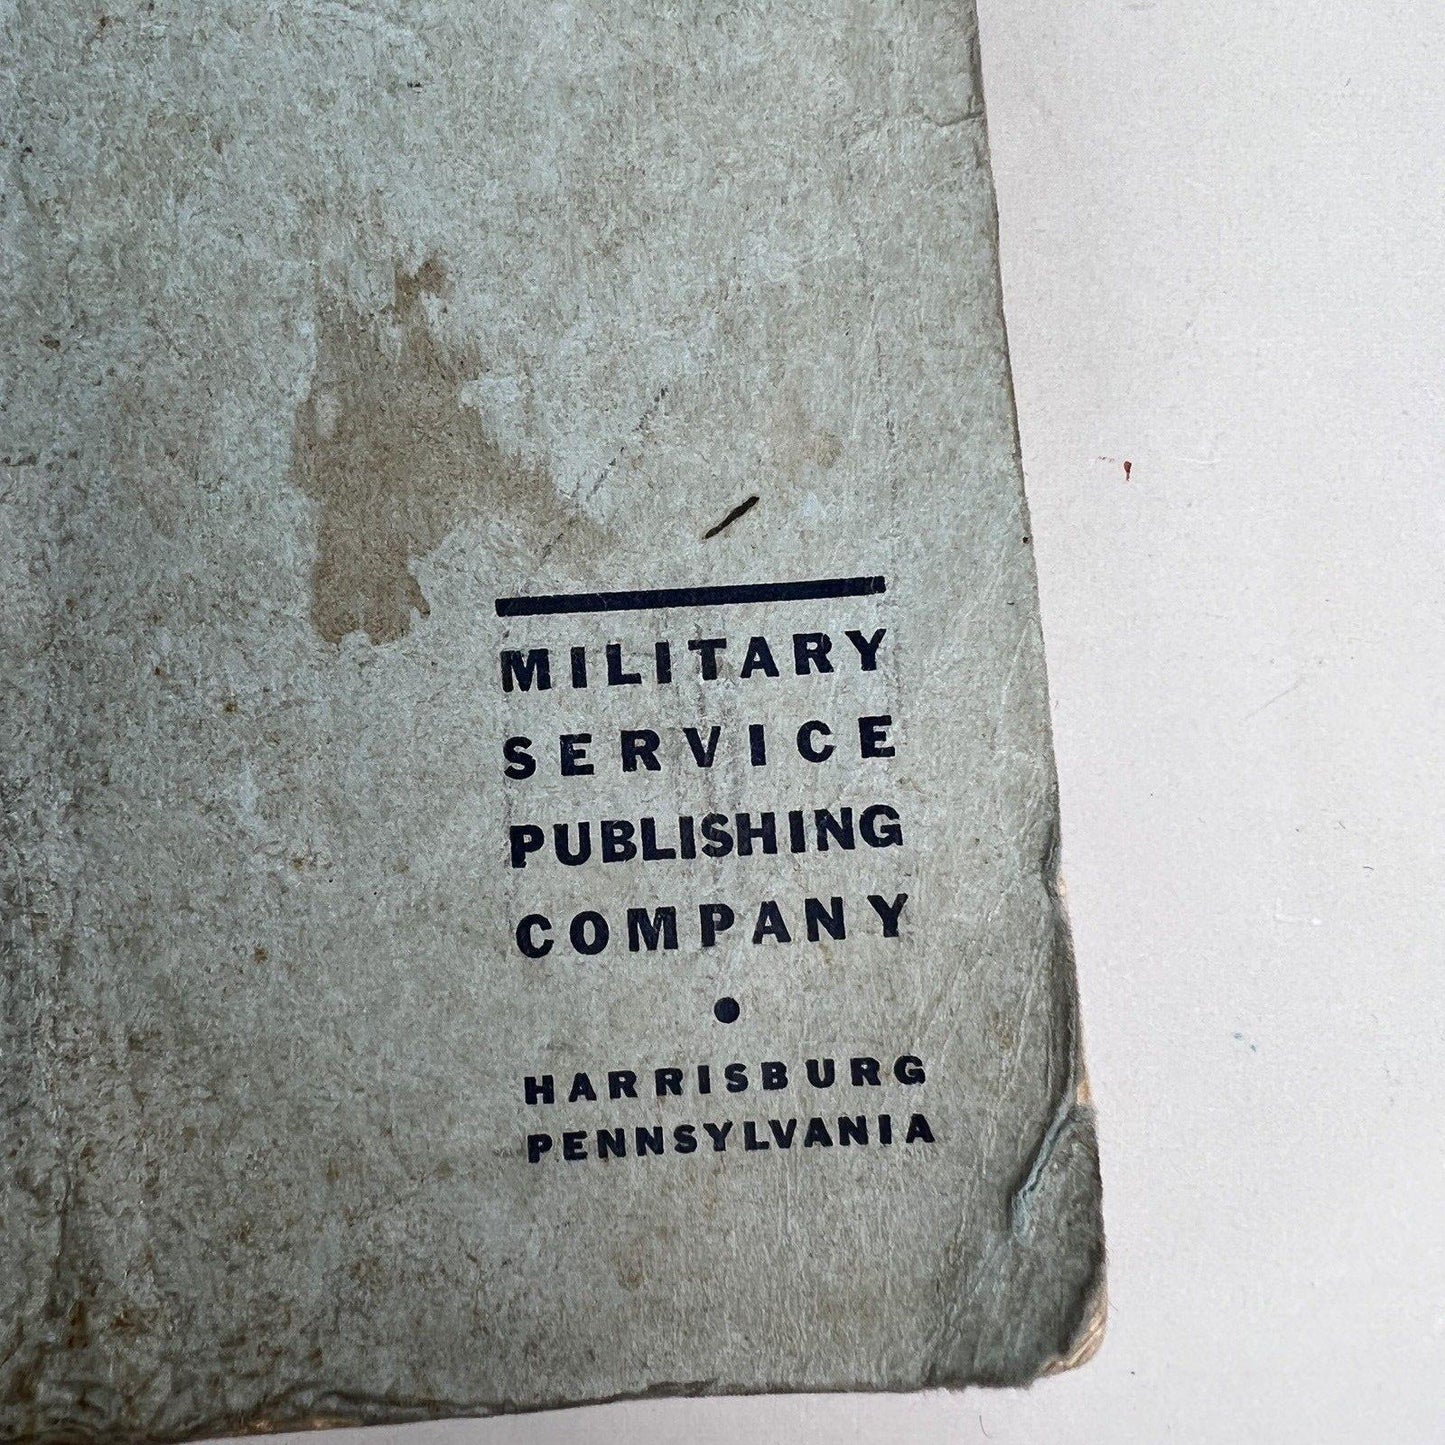 MILITARY
SERVICE
PUBLISHING
COMPANY
•
HARRISBURG
PENNSYLVANIA